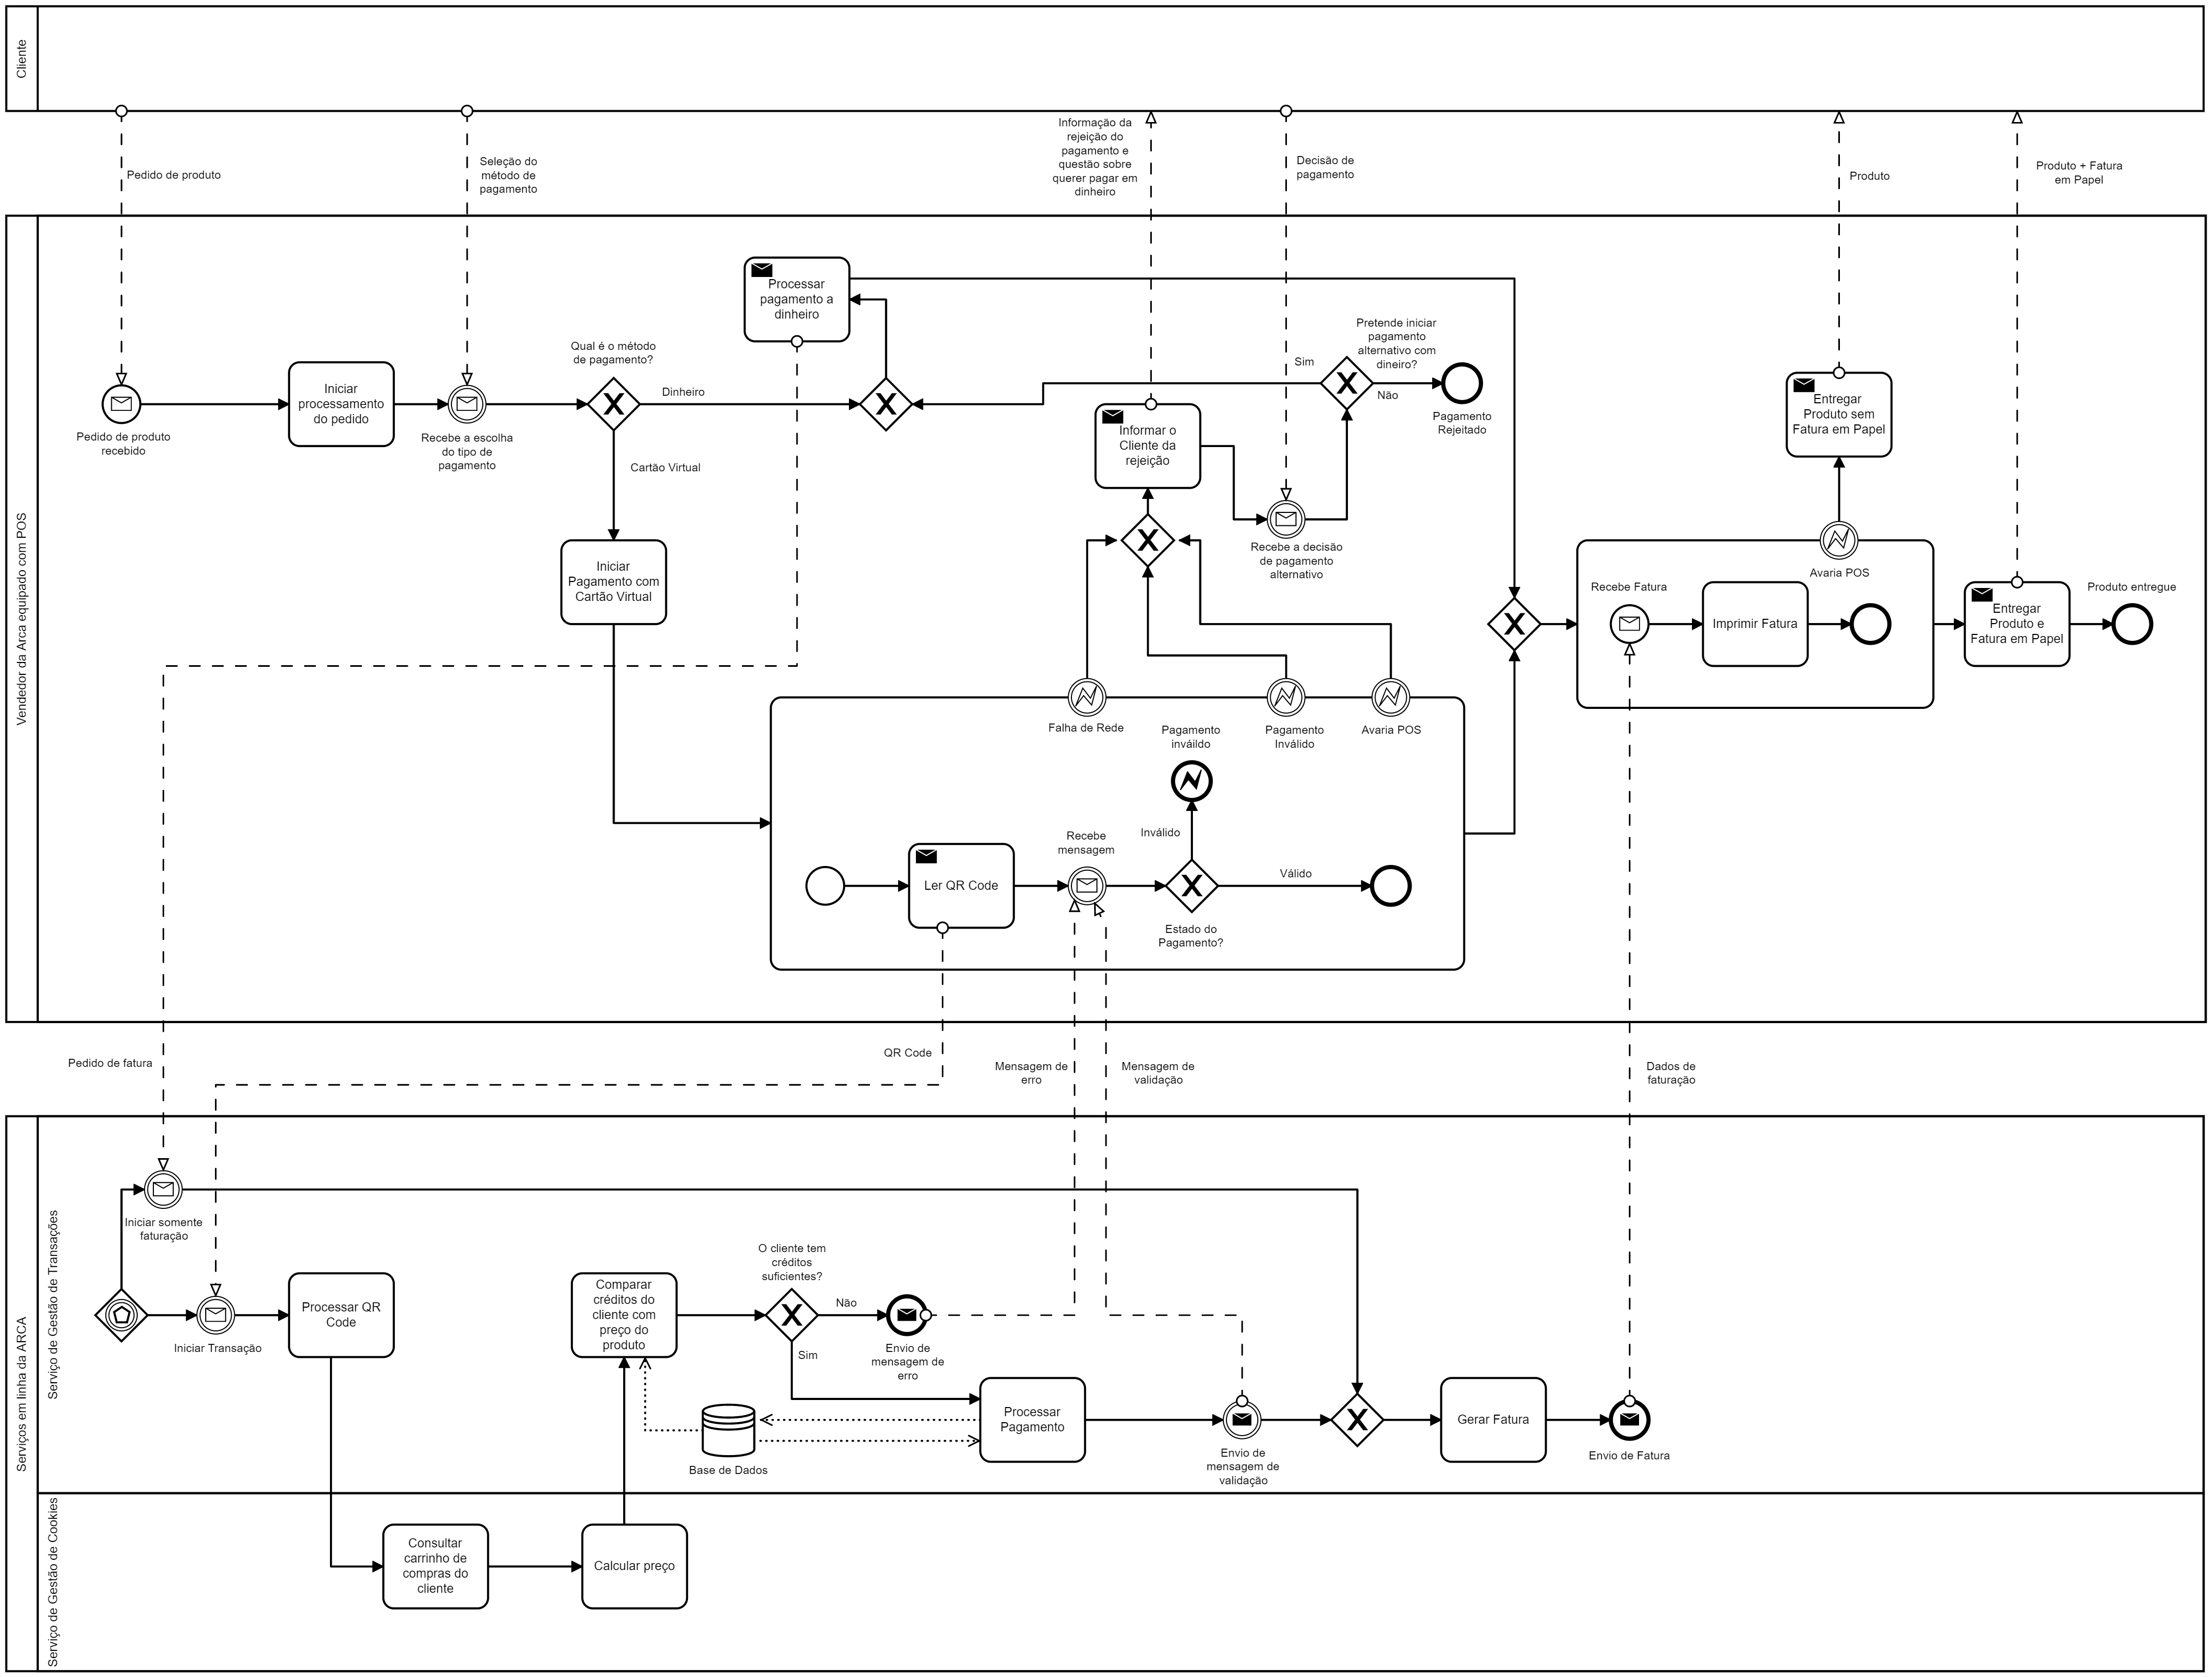 Cliente
Pedido de produto
Seleção do
método de
pagamento
Informação da
rejeição do
pagamento e
questão sobre
querer pagar em
dinheiro
Decisão de
pagamento
Produto
Produto + Fatura
em Papel
Vendedor da Arca equipado com POS
Pedido de produto
recebido
Iniciar
processamento
do pedido
Recebe a escolha
do tipo de
pagamento
Qual é o método
de pagamento?
Dinheiro
Cartão Virtual
Processar
pagamento a
dinheiro
Iniciar
Pagamento com
Cartão Virtual
Informar o
Cliente da
rejeição
Recebe a decisão
de pagamento
alternativo
Sim
Pretende iniciar
pagamento
alternativo com
dineiro?
Não
Pagamento
Rejeitado
Entregar
Produto sem
Fatura em Papel
Avaria POS
Recebe Fatura
Imprimir Fatura
Entregar
Produto e
Fatura em Papel
Produto entregue
Falha de Rede
Pagamento
Inválido
Avaria POS
Pagamento
inváildo
Inválido
Ler QR Code
Recebe
mensagem
Estado do
Pagamento?
Válido
Pedido de fatura
QR Code
Mensagem de
erro
Mensagem de
validação
Dados de
faturação
Serviços em linha da ARCA
Serviço de Gestão de Transações
Iniciar somente
faturação
Iniciar Transação
Processar QR
Code
Comparar
créditos do
cliente com
preço do
produto
O cliente tem
créditos
suficientes?
Não
Sim
Envio de
mensagem de
erro
Base de Dados
Processar
Pagamento
Envio de
mensagem de
validação
Gerar Fatura
Envio de Fatura
Serviço de Gestão de Cookies
Consultar
carrinho de
compras do
cliente
Calcular preço